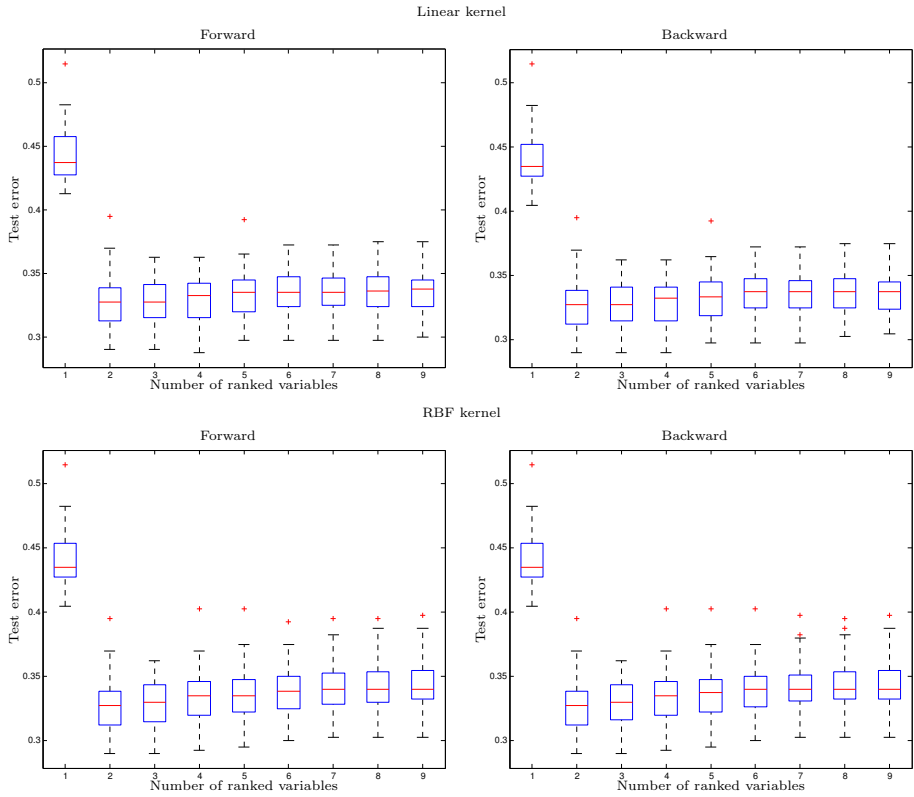 Linear kernel
Forward
Backward
0.5
0.45
0.4
0.35
0.3
Test error
1 2 3 4 5 6 7 8 9
Number of ranked variables
0.5
0.45
0.4
0.35
0.3
Test error
1 2 3 4 5 6 7 8 9
Number of ranked variables
RBF kernel
Forward
Backward
0.5
0.45
0.4
0.35
0.3
Test error
1 2 3 4 5 6 7 8 9
Number of ranked variables
0.5
0.45
0.4
0.35
0.3
Test error
1 2 3 4 5 6 7 8 9
Number of ranked variables